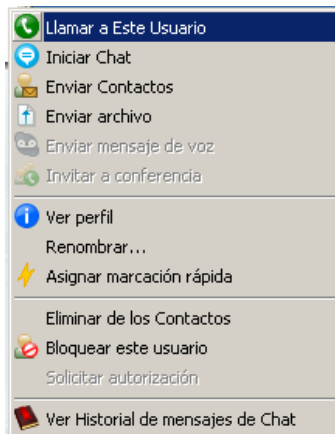 Llamar a Este Usuario
Iniciar Chat
Enviar Contactos
Enviar archivo
Enviar mensaje de voz
Invitar a conferencia
Ver perfil
Renombrar...
Asignar marcación rápida
Eliminar de los Contactos
Bloquear este usuario
Solicitar autorización
Ver Historial de mensajes de Chat